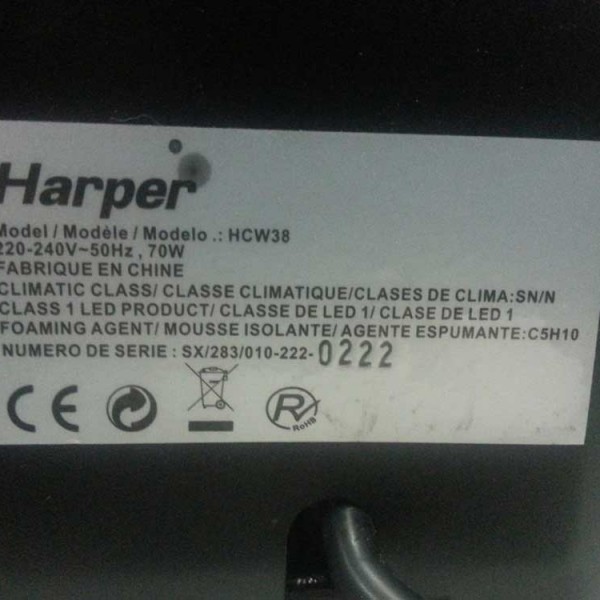 Harper
Model / Modèle / Modelo .: HCW38
220-240V~50Hz , 70W
FABRIQUE EN CHINE
CLIMATIC CLASS/ CLASSE CLIMATIQUE/CLASES DE CLIMA:SN/N
CLASS 1 LED PRODUCT/ CLASSE DE LED 1/ CLASE DE LED 1
FOAMING AGENT/ MOUSSE ISOLANTE/ AGENTE ESPUMANTE:C5H10
NUMERO DE SERIE : SX/283/010-222-0222
CE R RoHS